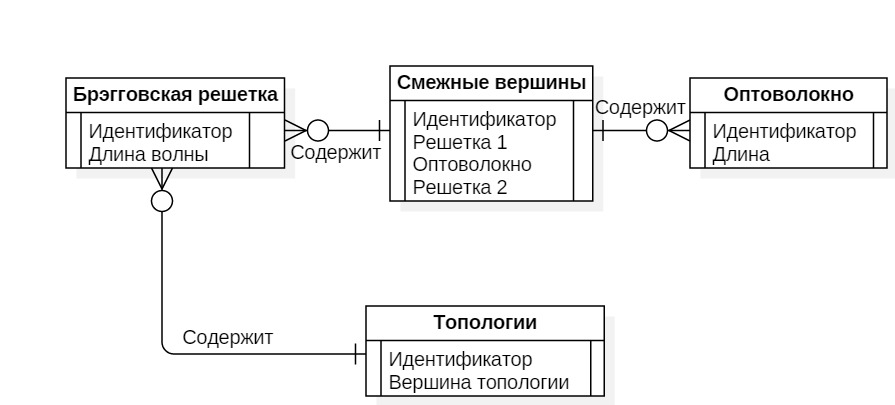 Брэгговская решетка
Идентификатор
Длина волны
Содержит
Смежные вершины
Идентификатор
Решетка 1
Оптоволокно
Решетка 2
Содержит
Оптоволокно
Идентификатор
Длина
Содержит
Топологии
Идентификатор
Вершина топологии